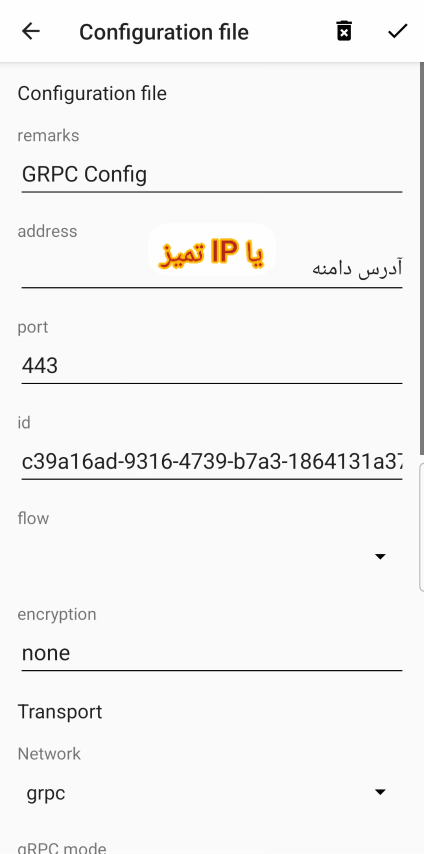 Configuration file
Configuration file
remarks
GRPC Config
address
یا IP تمیز
آدرس دامنه
port
443
id
c39a16ad-9316-4739-b7a3-1864131a37
flow
encryption
none
Transport
Network
grpc
gRPC mode